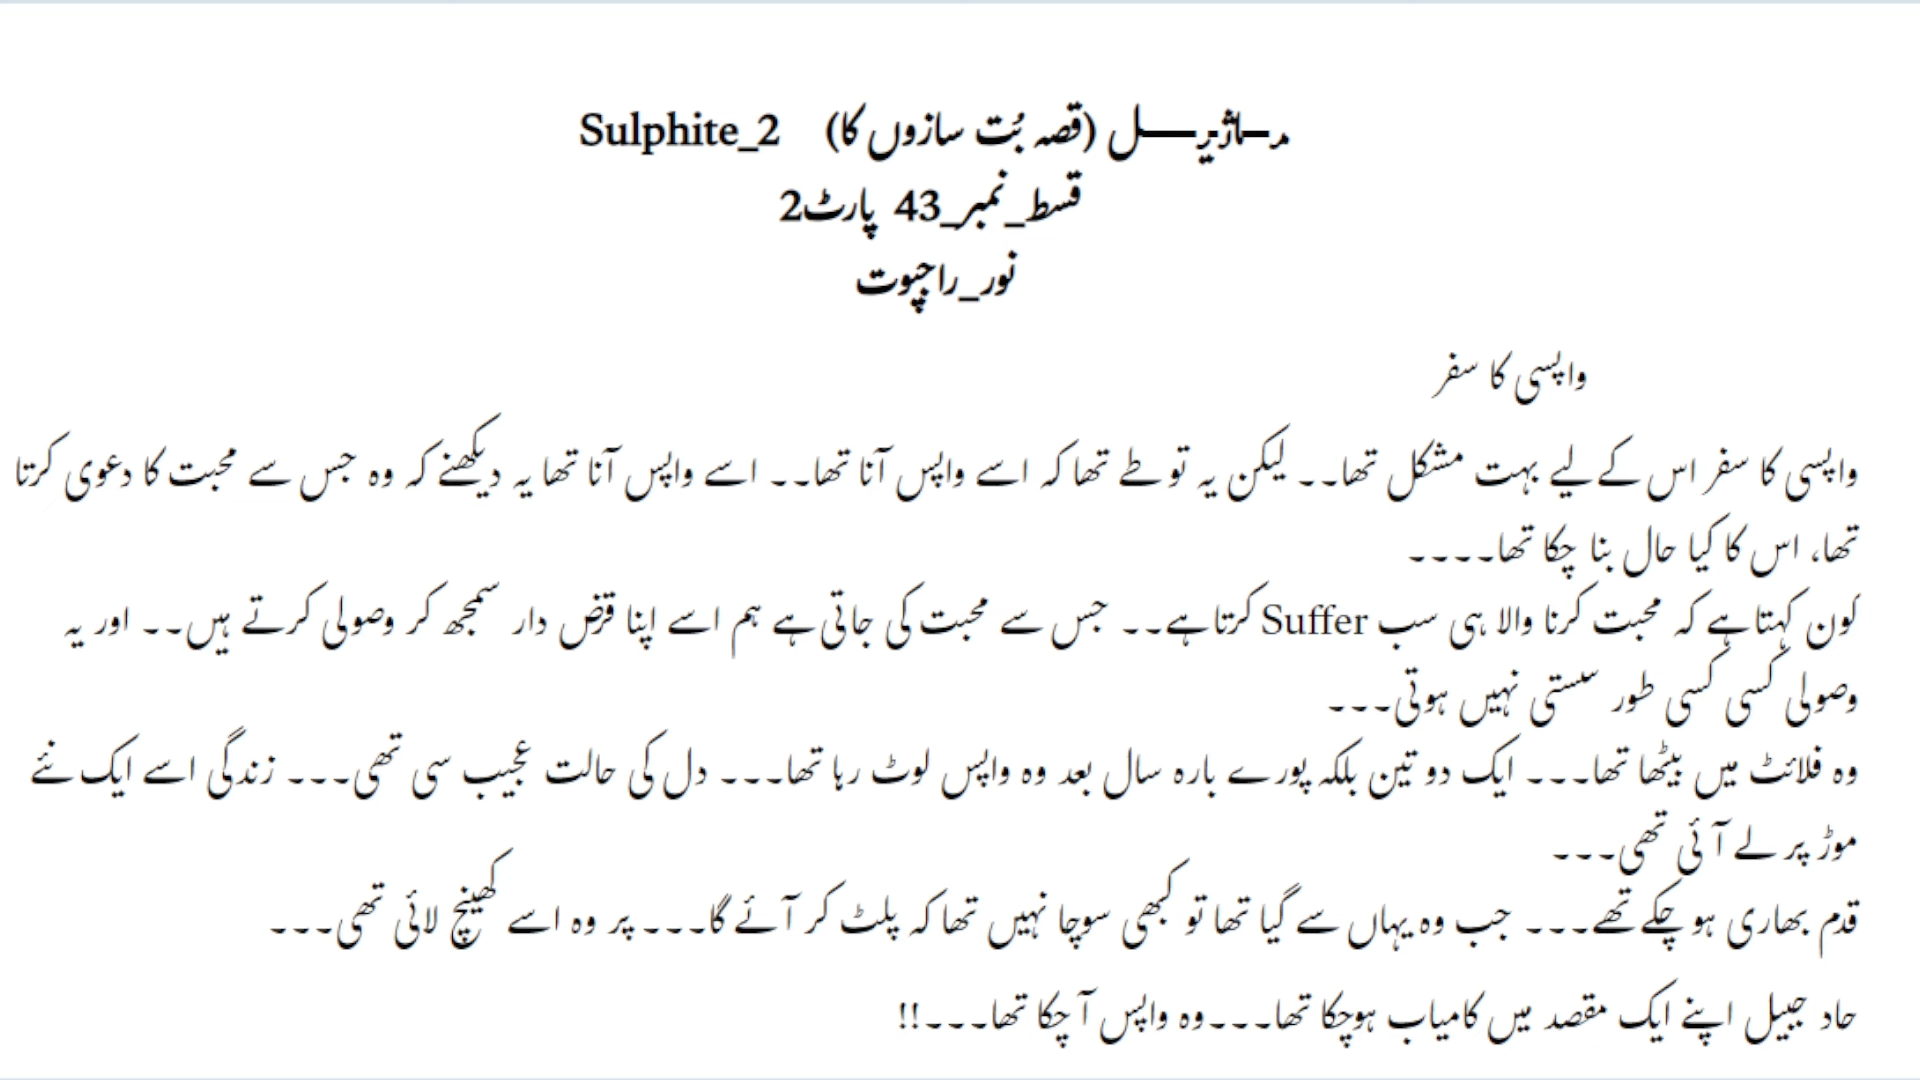 مـاژیـــل (قصہ بُت سازوں کا) Sulphite_2
قسط_نمبر_43 پارٹ2
نور_راجپوت
واپسی کا سفر
واپسی کا سفر اس کے لیے بہت مشکل تھا۔۔ لیکن یہ تو طے تھا کہ اسے واپس آنا تھا۔۔ اسے واپس آنا تھا یہ دیکھنے کہ وہ جس سے محبت کا دعوی کرتا
تھا، اس کا کیا حال بنا چکا تھا۔۔۔۔
کون کہتا ہے کہ محبت کرنا والا ہی سب Suffer کرتا ہے۔۔ جس سے محبت کی جاتی ہے ہم اسے اپنا قرض دار سمجھ کر وصولی کرتے ہیں۔۔ اور یہ
وصولی کسی کسی طور سستی نہیں ہوتی۔۔۔
وہ فلائٹ میں بیٹھا تھا۔۔۔ ایک دو تین بلکہ پورے بارہ سال بعد وہ واپس لوٹ رہا تھا۔۔۔ دل کی حالت عجیب سی تھی۔۔۔ زندگی اسے ایک نئے
موڑ پر لے آئی تھی۔۔۔
قدم بھاری ہو چکے تھے۔۔۔ جب وہ یہاں سے گیا تھا تو کبھی سوچا نہیں تھا کہ پلٹ کر آئے گا۔۔۔ پر وہ اسے کھینچ لائی تھی۔۔۔
حاد جبیل اپنے ایک مقصد میں کامیاب ہوچکا تھا۔۔۔وہ واپس آ چکا تھا۔۔۔!!